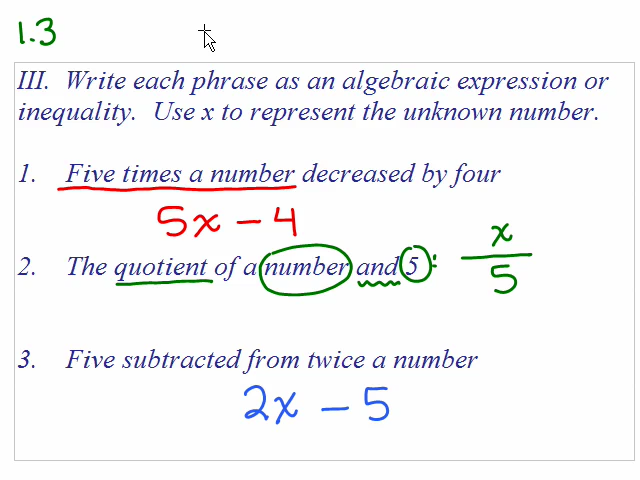 1.3
III. Write each phrase as an algebraic expression or
inequality. Use x to represent the unknown number.
1. Five times a number decreased by four
5x - 4
2. The quotient of a number and 5 : x/5
3. Five subtracted from twice a number
2x - 5